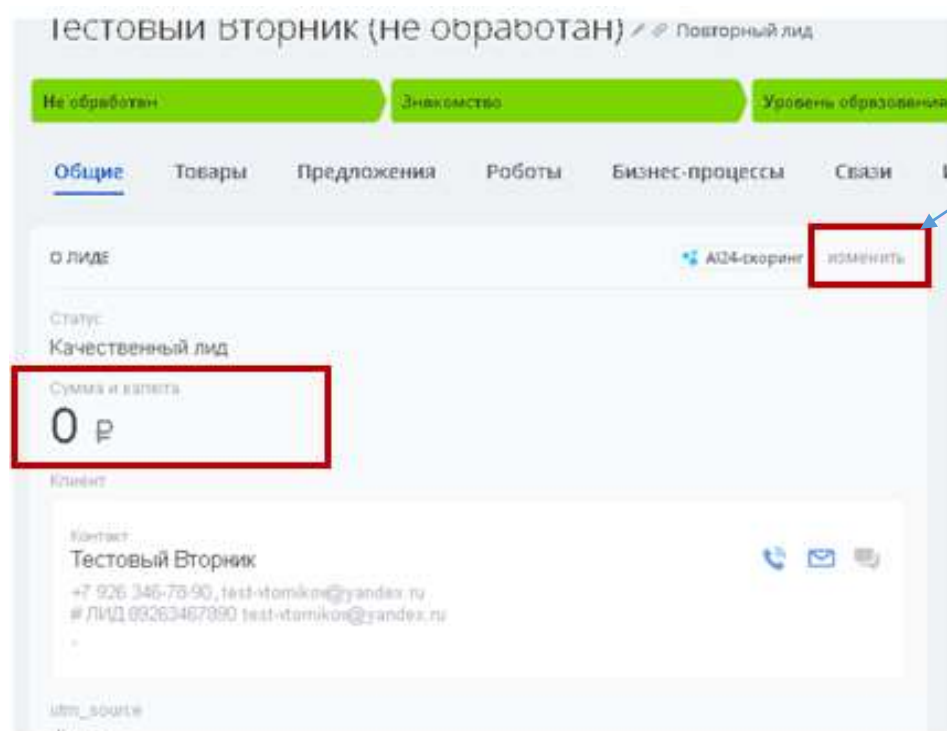 Тестовый Вторник (не обработан) Повторный лид
Не обработан Знакомство Уровень образования
Общие Товары Предложения Роботы Бизнес-процессы Связи
О ЛИДЕ AI24-скоринг изменить
Статус
Качественный лид
Сумма и валюта
0 ₽
Клиент
Контакт
Тестовый Вторник
+7 926 346-78-90, test-vtornikov@yandex.ru
# ЛИД 89263467890 test-vtornikov@yandex.ru
utm_source